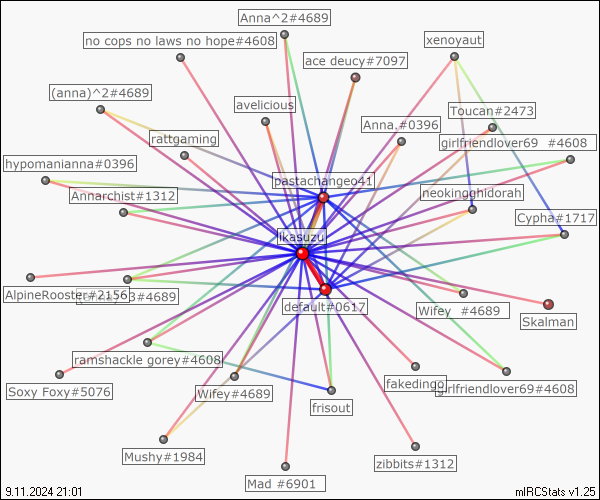 Anna^2#4689
no cops no laws no hope#4608
xenoyaut
ace deucy#7097
(anna)^2#4689
avelicious
Toucan#2473
Anna.#0396
rattgaming
girlfriendlover69 #4608
hypomanianna#0396
pastachangeo41
Annarchist#1312
neokingghidorah
Cypha#1717
ikasuzu
AlpineRooster#2156
3#4689
default#0617
Wifey #4689
Skalman
ramshackle gorey#4608
Soxy Foxy#5076
Wifey#4689
fakedingo
girlfriendlover69#4608
frisout
Mushy#1984
zibbits#1312
Mad #6901
9.11.2024 21:01
mIRCStats v1.25